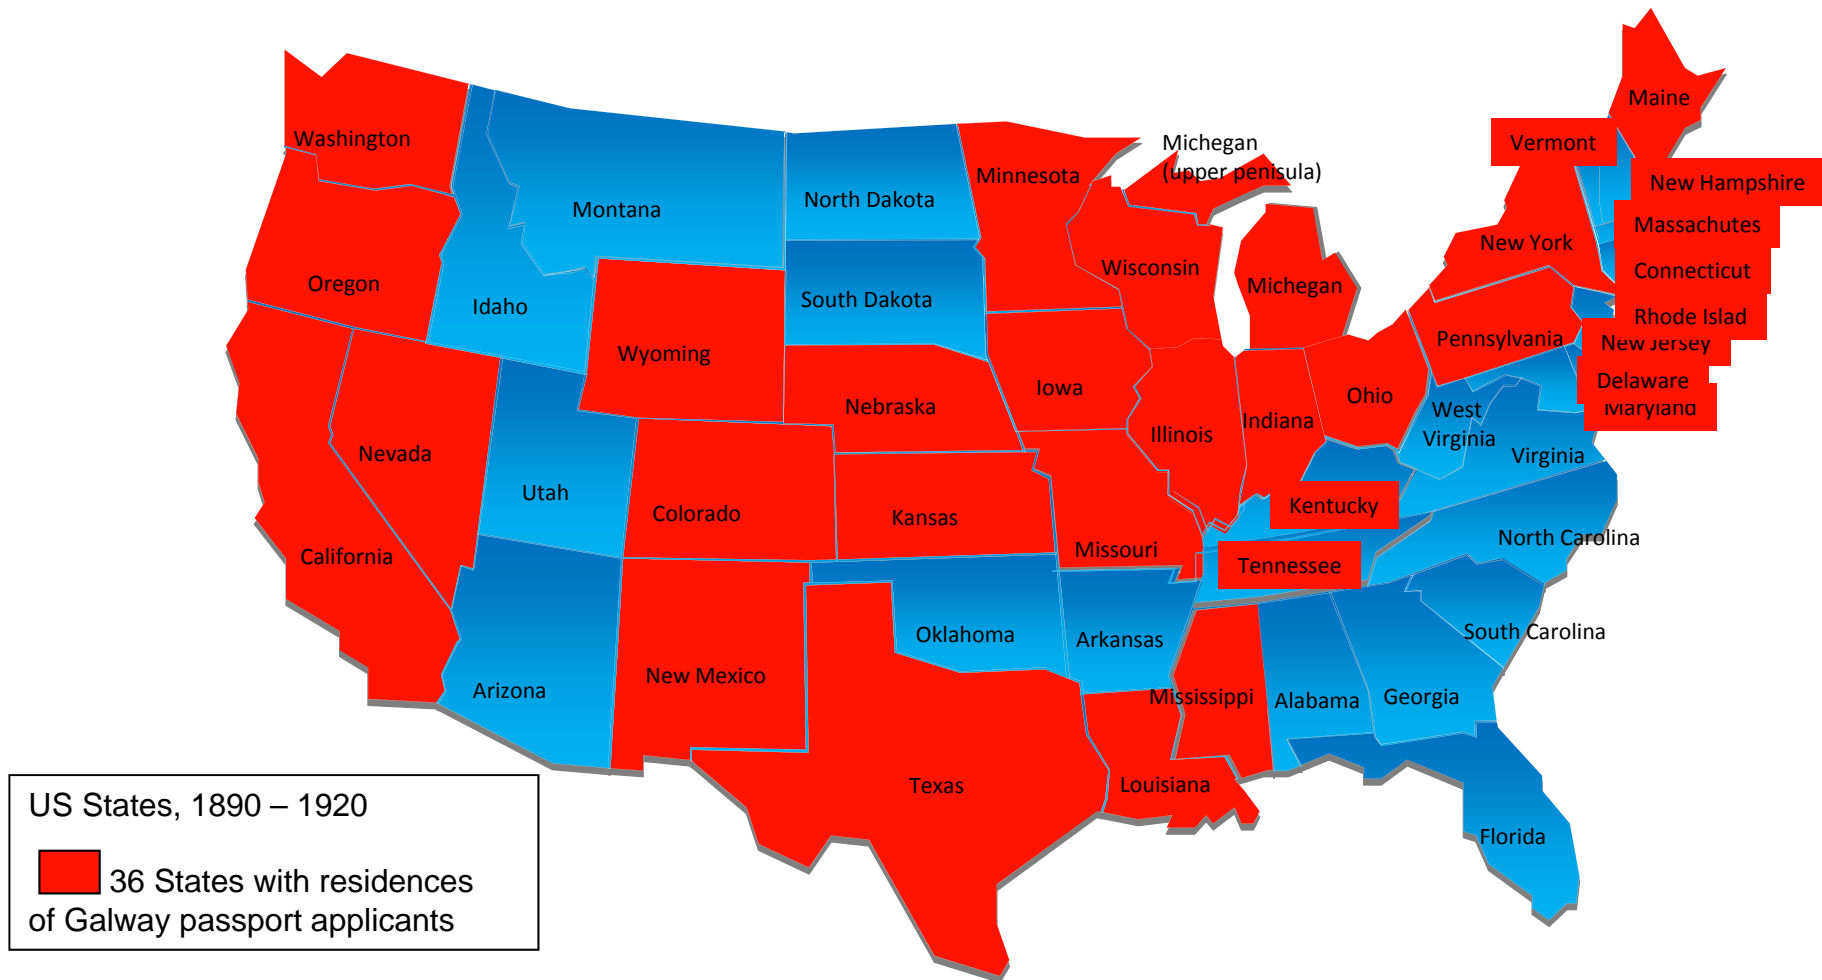 Maine
Washington
Michegan
(upper penisula)
Vermont
Minnesota
New Hampshire
North Dakota
Montana
Massachutes
New York
Wisconsin
Connecticut
Oregon
Michegan
South Dakota
Idaho
Rhode Islad
Pennsylvania
New Jersey
Wyoming
Delaware
Iowa
Ohio
Nebraska
Maryland
West
Virginia
Illinois
Indiana
Nevada
Virginia
Utah
Kentucky
Colorado
Kansas
North Carolina
Missouri
California
Tennessee
Oklahoma
Arkansas
South Carolina
New Mexico
Arizona
Mississippi
Alabama
Georgia
Texas
Louisiana
Florida
US States, 1890 – 1920
36 States with residences
of Galway passport applicants